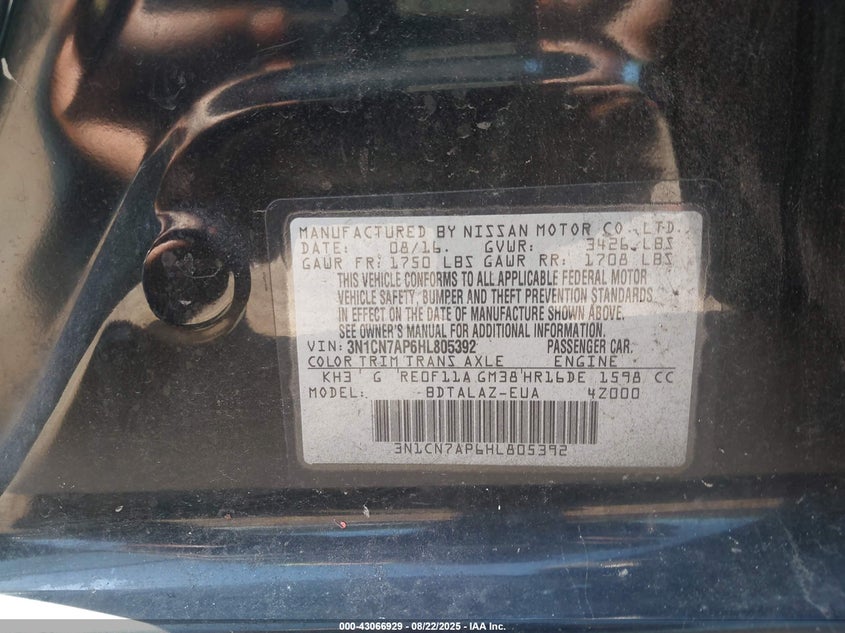 MANUFACTURED BY NISSAN MOTOR CO.,LTD.
DATE: 08/16. GVWR: 3426 LBS
GAWR FR: 1750 LBS GAWR RR: 1708 LBS
THIS VEHICLE CONFORMS TO ALL APPLICABLE FEDERAL MOTOR
VEHICLE SAFETY, BUMPER AND THEFT PREVENTION STANDARDS
IN EFFECT ON THE DATE OF MANUFACTURE SHOWN ABOVE.
SEE OWNER'S MANUAL FOR ADDITIONAL INFORMATION.
VIN: 3N1CN7AP6HL805392 PASSENGER CAR.
COLOR TRIM TRANS AXLE ENGINE
KH3 G RE0F11A GM38 HR16DE 1598 CC
MODEL: BDTALAZ-EUA 4Z000
3N1CN7AP6HL805392
000-43066929 - 08/22/2025 - IAA Inc.